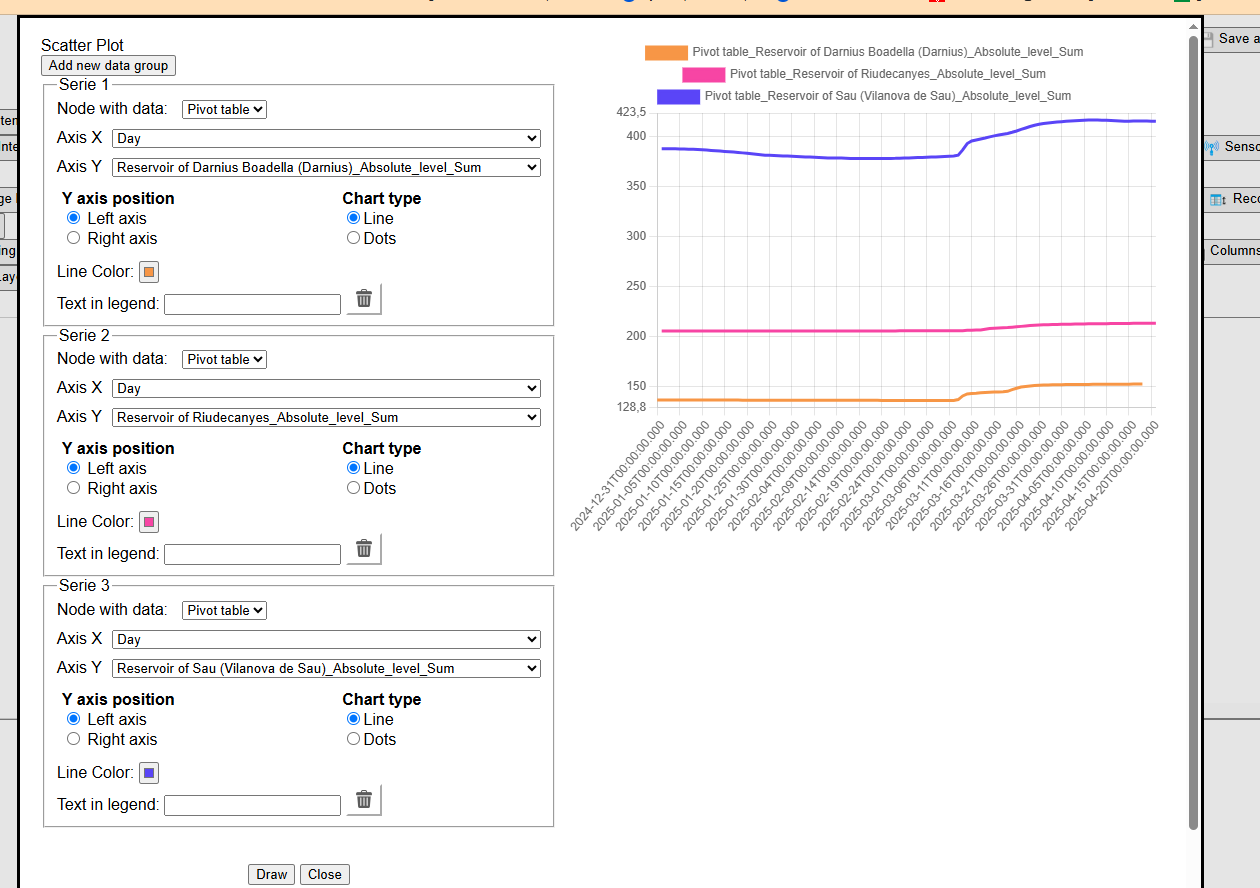 Scatter Plot
Add new data group
Serie 1
Node with data: Pivot table
Axis X Day
Axis Y Reservoir of Darnius Boadella (Darnius)_Absolute_level_Sum
Y axis position Chart type
Left axis Line
Right axis Dots
Line Color:
Text in legend:
Serie 2
Node with data: Pivot table
Axis X Day
Axis Y Reservoir of Riudecanyes_Absolute_level_Sum
Y axis position Chart type
Left axis Line
Right axis Dots
Line Color:
Text in legend:
Serie 3
Node with data: Pivot table
Axis X Day
Axis Y Reservoir of Sau (Vilanova de Sau)_Absolute_level_Sum
Y axis position Chart type
Left axis Line
Right axis Dots
Line Color:
Text in legend:
Draw Close
Pivot table_Reservoir of Darnius Boadella (Darnius)_Absolute_level_Sum
Pivot table_Reservoir of Riudecanyes_Absolute_level_Sum
Pivot table_Reservoir of Sau (Vilanova de Sau)_Absolute_level_Sum
423,5
400
350
300
250
200
150
128,8
2024-12-31T00:00:00.000
2025-01-05T00:00:00.000
2025-01-10T00:00:00.000
2025-01-15T00:00:00.000
2025-01-20T00:00:00.000
2025-01-25T00:00:00.000
2025-01-30T00:00:00.000
2025-02-04T00:00:00.000
2025-02-09T00:00:00.000
2025-02-14T00:00:00.000
2025-02-19T00:00:00.000
2025-02-24T00:00:00.000
2025-03-01T00:00:00.000
2025-03-06T00:00:00.000
2025-03-11T00:00:00.000
2025-03-16T00:00:00.000
2025-03-21T00:00:00.000
2025-03-26T00:00:00.000
2025-03-31T00:00:00.000
2025-04-05T00:00:00.000
2025-04-10T00:00:00.000
2025-04-15T00:00:00.000
2025-04-20T00:00:00.000
Save a
Senso
Reco
Columns